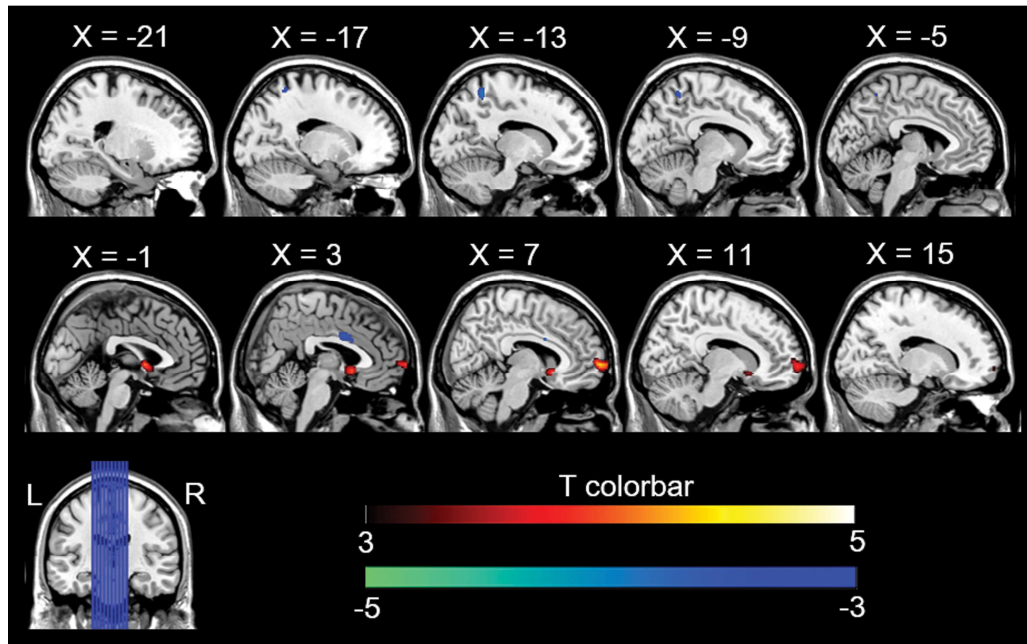 X = -21 X = -17 X = -13 X = -9 X = -5
X = -1 X = 3 X = 7 X = 11 X = 15
L R
T colorbar
3 5
-5 -3